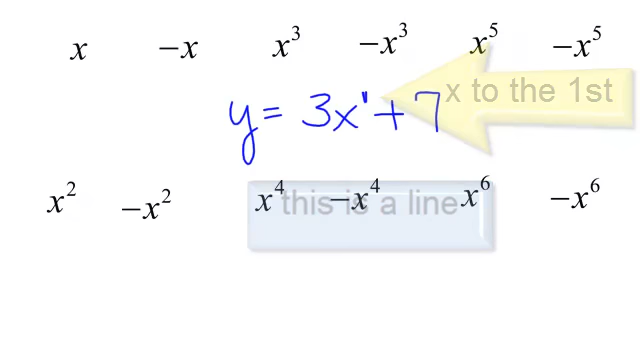 x −x x³ −x³ x⁵ −x⁵
x to the 1st
y = 3x¹ + 7
x² −x² x⁴ −x⁴ x⁶ −x⁶
this is a line